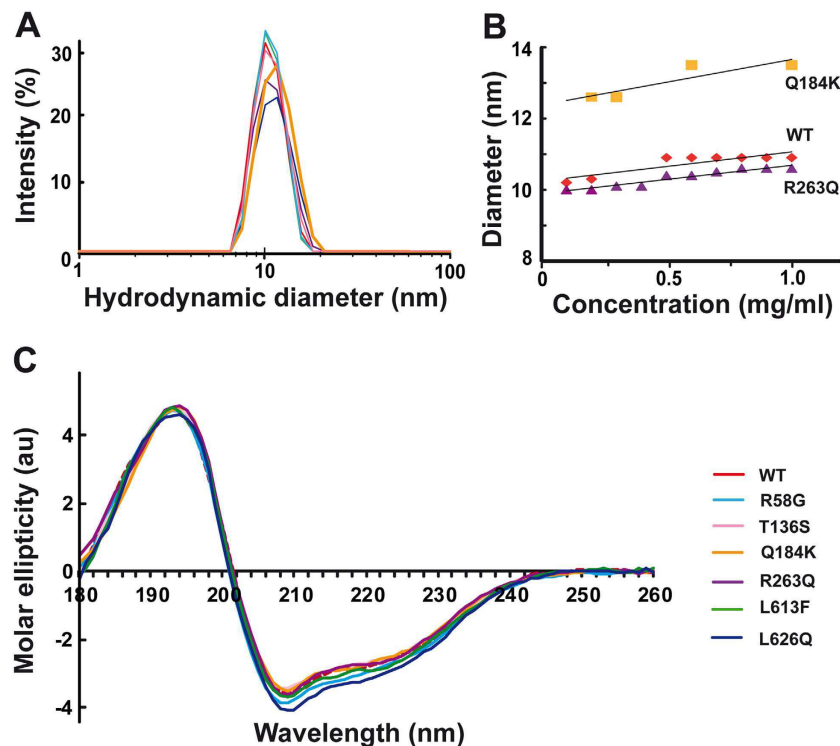 A
Intensity (%)
30
20
10
0
1
10
100
Hydrodynamic diameter (nm)
B
Diameter (nm)
14
12
10
8
0
0.5
1.0
Q184K
WT
R263Q
Concentration (mg/ml)
C
Molar ellipticity (au)
4
2
0
-2
-4
180 190 200 210 220 230 240 250 260
Wavelength (nm)
WT
R58G
T136S
Q184K
R263Q
L613F
L626Q